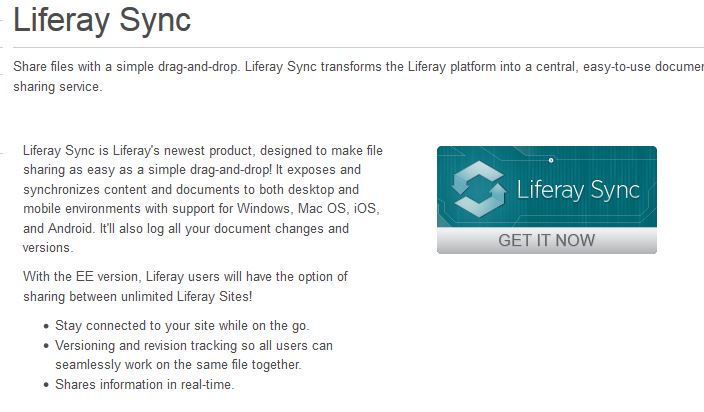 Liferay Sync
Share files with a simple drag-and-drop. Liferay Sync transforms the Liferay platform into a central, easy-to-use
sharing service.
Liferay Sync is Liferay's newest product, designed to make file
sharing as easy as a simple drag-and-drop! It exposes and
synchronizes content and documents to both desktop and
mobile environments with support for Windows, Mac OS, iOS,
and Android. It'll also log all your document changes and
versions.
With the EE version, Liferay users will have the option of
sharing between unlimited Liferay Sites!
• Stay connected to your site while on the go.
• Versioning and revision tracking so all users can
seamlessly work on the same file together.
• Shares information in real-time.
Liferay Sync
GET IT NOW